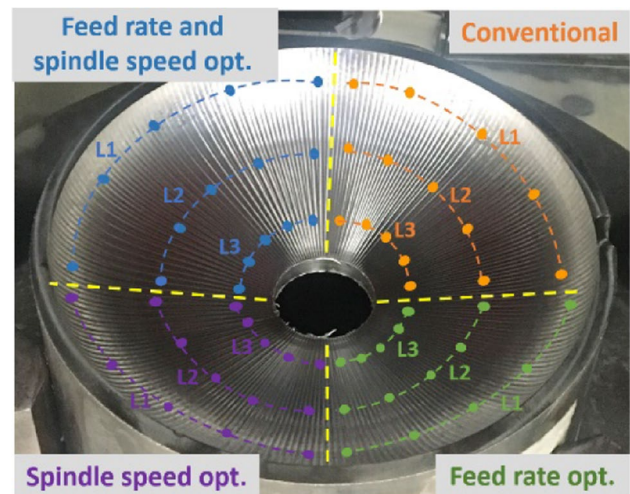 Feed rate and
spindle speed opt.
Conventional
L1
L1
L2
L2
L3
L3
L3
L3
L2
L2
L1
L1
Spindle speed opt.
Feed rate opt.